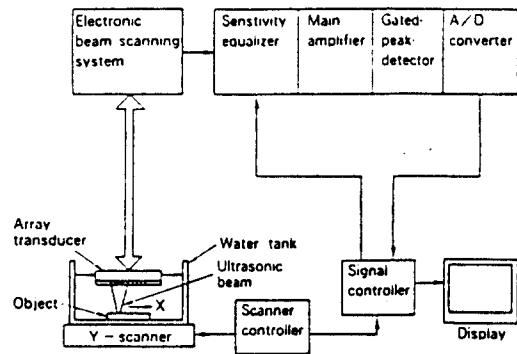 Electronic
beam scanning
system
Senstivity
equalizer
Main
amplifier
Gated-
peak-
detector
A/D
converter
Array
transducer
Water tank
Ultrasonic
beam
Object
X
Y - scanner
Scanner
controller
Signal
controller
Display